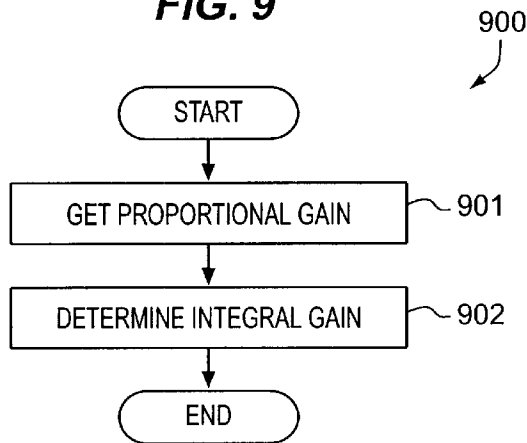 FIG. 9
900
START
GET PROPORTIONAL GAIN
901
DETERMINE INTEGRAL GAIN
902
END